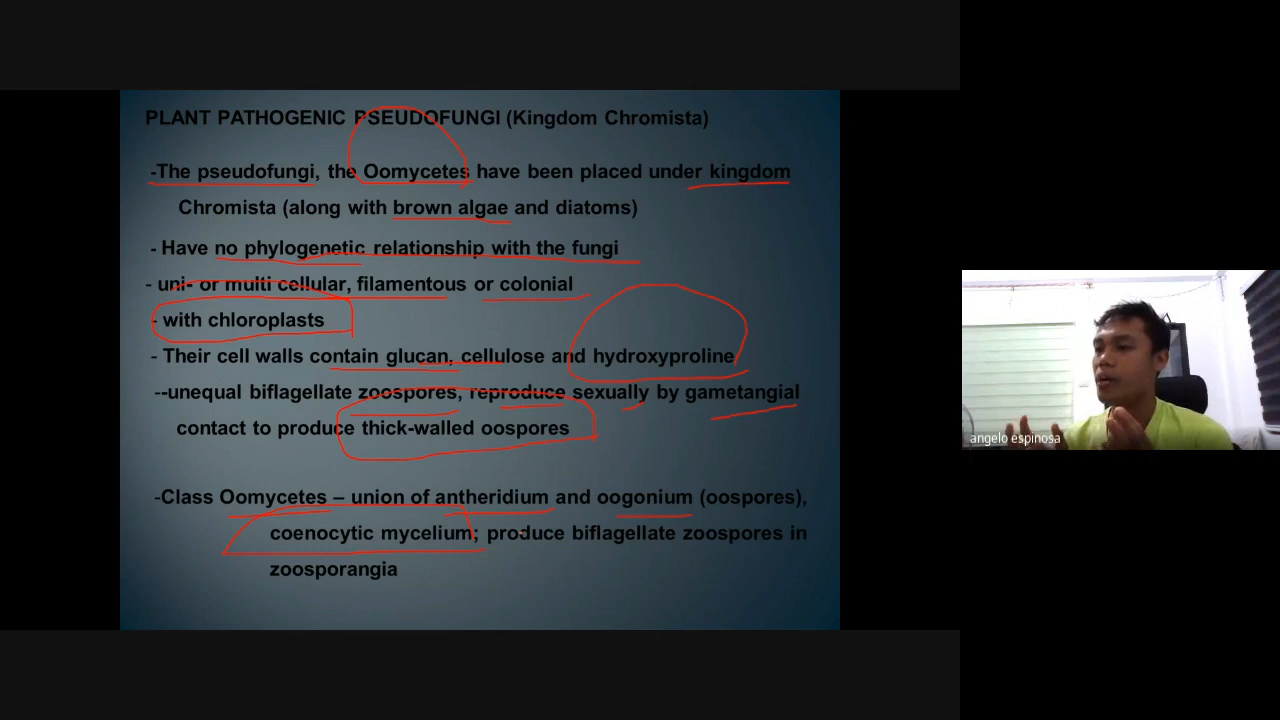 PLANT PATHOGENIC PSEUDOFUNGI (Kingdom Chromista)
-The pseudofungi, the Oomycetes have been placed under kingdom
Chromista (along with brown algae and diatoms)
- Have no phylogenetic relationship with the fungi
- uni- or multi cellular, filamentous or colonial
- with chloroplasts
- Their cell walls contain glucan, cellulose and hydroxyproline
--unequal biflagellate zoospores, reproduce sexually by gametangial
contact to produce thick-walled oospores
-Class Oomycetes – union of antheridium and oogonium (oospores),
coenocytic mycelium; produce biflagellate zoospores in
zoosporangia
angelo espinosa